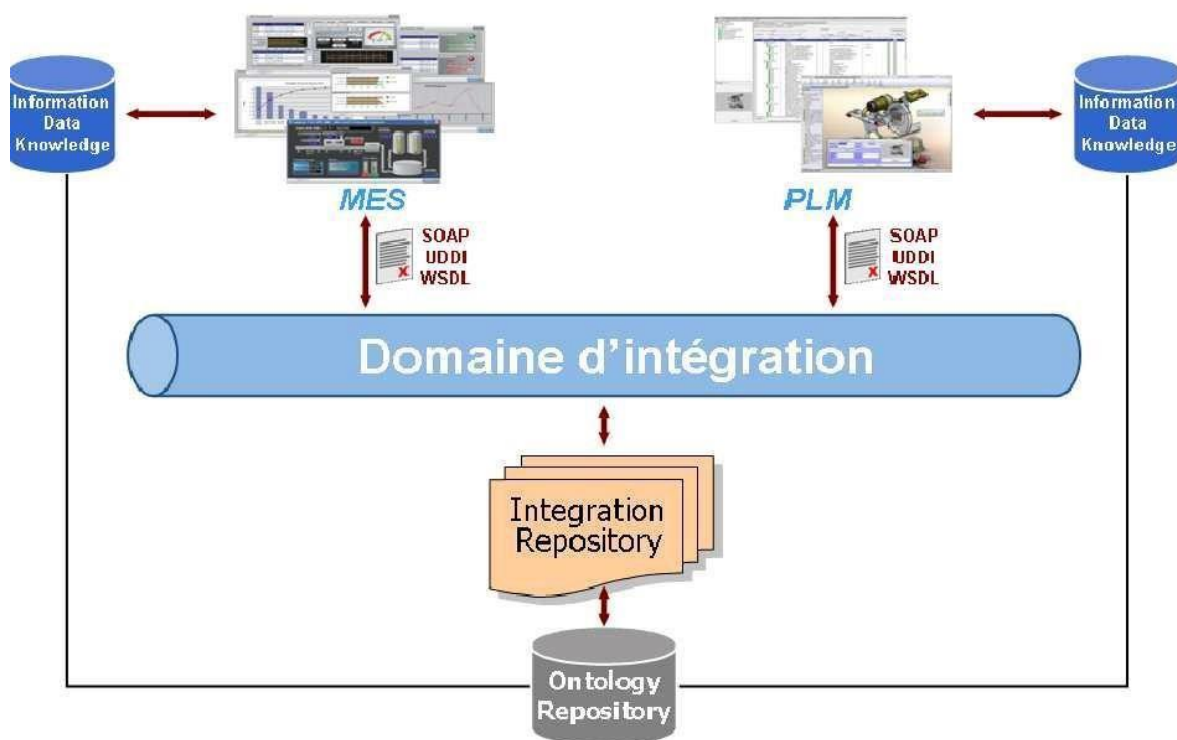 Information
Data
Knowledge
Information
Data
Knowledge
MES
PLM
SOAP
UDDI
WSDL
SOAP
UDDI
WSDL
Domaine d'intégration
Integration
Repository
Ontology
Repository